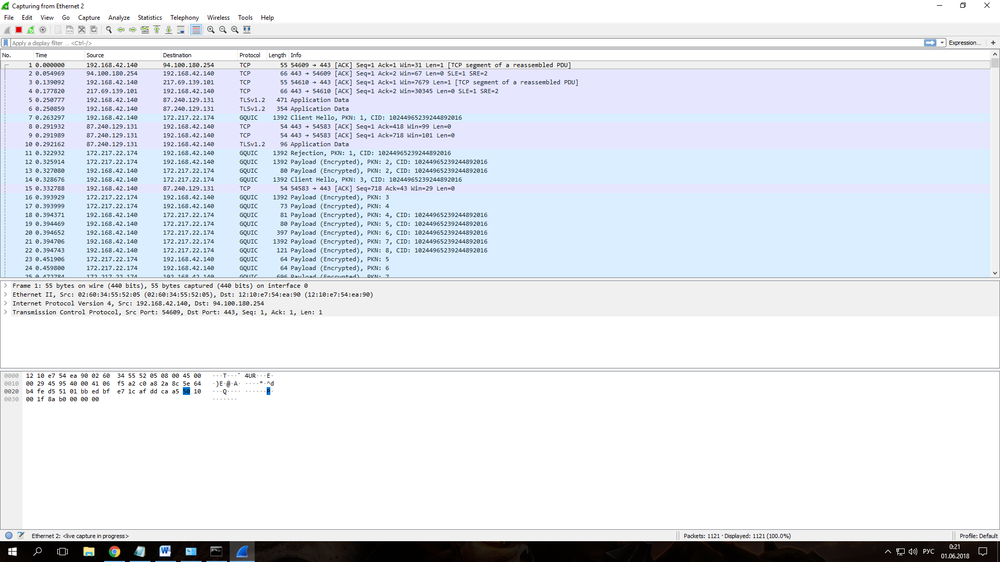 Capturing from Ethernet 2
File Edit View Go Capture Analyze Statistics Telephony Wireless Tools Help
Apply a display filter ... <Ctrl-/> Expression... +
No. Time Source Destination Protocol Length Info
1 0.000000 192.168.42.140 94.100.180.254 TCP 55 54609 → 443 [ACK] Seq=1 Ack=1 Win=31 Len=1 [TCP segment of a reassembled PDU]
2 0.054969 94.100.180.254 192.168.42.140 TCP 66 443 → 54609 [ACK] Seq=1 Ack=2 Win=67 Len=0 SLE=1 SRE=2
3 0.139092 192.168.42.140 217.69.139.101 TCP 55 54610 → 443 [ACK] Seq=1 Ack=1 Win=7679 Len=1 [TCP segment of a reassembled PDU]
4 0.177820 217.69.139.101 192.168.42.140 TCP 66 443 → 54610 [ACK] Seq=1 Ack=2 Win=30345 Len=0 SLE=1 SRE=2
5 0.250777 192.168.42.140 87.240.129.131 TLSv1.2 471 Application Data
6 0.250859 192.168.42.140 87.240.129.131 TLSv1.2 354 Application Data
7 0.263297 192.168.42.140 172.217.22.174 GQUIC 1392 Client Hello, PKN: 1, CID: 10244965239244892016
8 0.291932 87.240.129.131 192.168.42.140 TCP 54 443 → 54583 [ACK] Seq=1 Ack=418 Win=99 Len=0
9 0.291989 87.240.129.131 192.168.42.140 TCP 54 443 → 54583 [ACK] Seq=1 Ack=718 Win=101 Len=0
10 0.292162 87.240.129.131 192.168.42.140 TLSv1.2 96 Application Data
11 0.322932 172.217.22.174 192.168.42.140 GQUIC 1392 Rejection, PKN: 1, CID: 10244965239244892016
12 0.325914 172.217.22.174 192.168.42.140 GQUIC 1392 Payload (Encrypted), PKN: 2, CID: 10244965239244892016
13 0.327080 192.168.42.140 172.217.22.174 GQUIC 80 Payload (Encrypted), PKN: 2, CID: 10244965239244892016
14 0.328676 192.168.42.140 172.217.22.174 GQUIC 1392 Client Hello, PKN: 3, CID: 10244965239244892016
15 0.332788 192.168.42.140 87.240.129.131 TCP 54 54583 → 443 [ACK] Seq=718 Ack=43 Win=29 Len=0
16 0.393929 172.217.22.174 192.168.42.140 GQUIC 1392 Payload (Encrypted), PKN: 3
17 0.393999 172.217.22.174 192.168.42.140 GQUIC 73 Payload (Encrypted), PKN: 4
18 0.394371 192.168.42.140 172.217.22.174 GQUIC 81 Payload (Encrypted), PKN: 4, CID: 10244965239244892016
19 0.394469 192.168.42.140 172.217.22.174 GQUIC 80 Payload (Encrypted), PKN: 5, CID: 10244965239244892016
20 0.394652 192.168.42.140 172.217.22.174 GQUIC 397 Payload (Encrypted), PKN: 6, CID: 10244965239244892016
21 0.394706 192.168.42.140 172.217.22.174 GQUIC 1392 Payload (Encrypted), PKN: 7, CID: 10244965239244892016
22 0.394743 192.168.42.140 172.217.22.174 GQUIC 121 Payload (Encrypted), PKN: 8, CID: 10244965239244892016
23 0.451906 172.217.22.174 192.168.42.140 GQUIC 64 Payload (Encrypted), PKN: 5
24 0.459800 172.217.22.174 192.168.42.140 GQUIC 64 Payload (Encrypted), PKN: 6
25 0.472784 172.217.22.174 192.168.42.140 GQUIC 696 Payload (Encrypted), PKN: 7
Frame 1: 55 bytes on wire (440 bits), 55 bytes captured (440 bits) on interface 0
Ethernet II, Src: 02:60:34:55:52:05 (02:60:34:55:52:05), Dst: 12:10:e7:54:ea:90 (12:10:e7:54:ea:90)
Internet Protocol Version 4, Src: 192.168.42.140, Dst: 94.100.180.254
Transmission Control Protocol, Src Port: 54609, Dst Port: 443, Seq: 1, Ack: 1, Len: 1
0000 12 10 e7 54 ea 90 02 60 34 55 52 05 08 00 45 00 ···T···` 4UR···E·
0010 00 29 45 95 40 00 41 06 f5 a2 c0 a8 2a 8c 5e 64 ·)E·@·A· ····*·^d
0020 b4 fe d5 51 01 bb ed bf e7 1c af dd ca a5 50 10 ···Q···· ······P·
0030 00 1f 8a b0 00 00 00 ·······
Ethernet 2: <live capture in progress> Packets: 1121 · Displayed: 1121 (100.0%) Profile: Default
РУС 0:21
01.06.2018